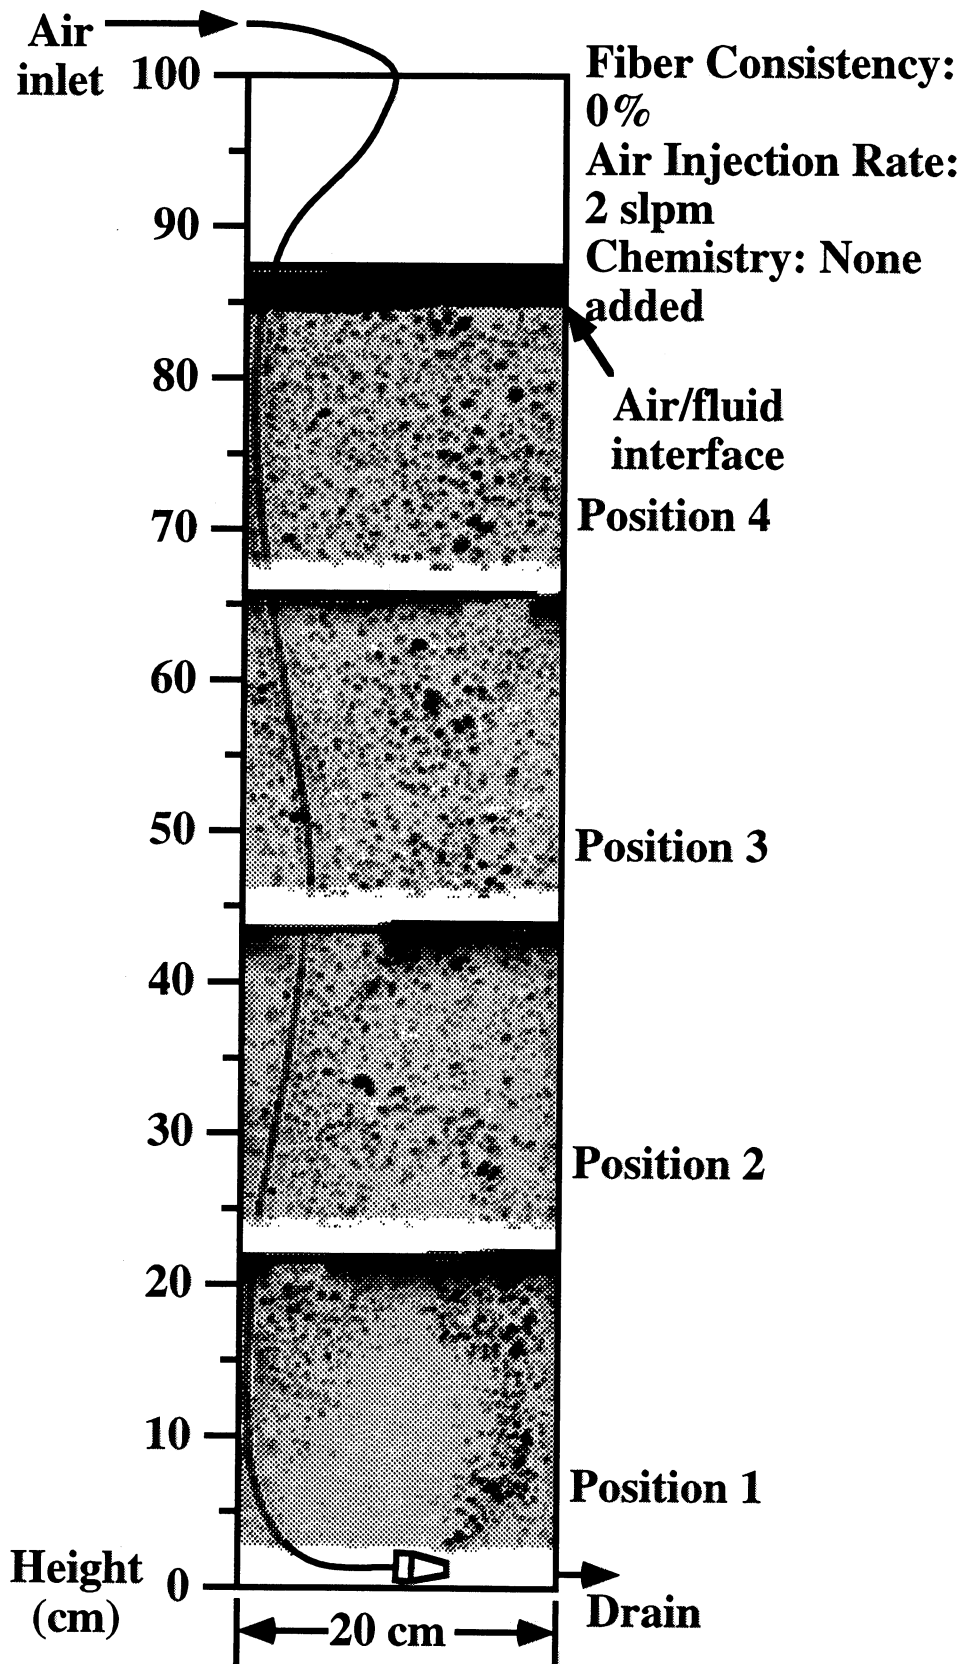 Air
inlet
100
Fiber Consistency:
0%
Air Injection Rate:
2 slpm
Chemistry: None
added
90
80
Air/fluid
interface
70
Position 4
60
50
Position 3
40
30
Position 2
20
10
Position 1
Height
(cm)
0
Drain
20 cm